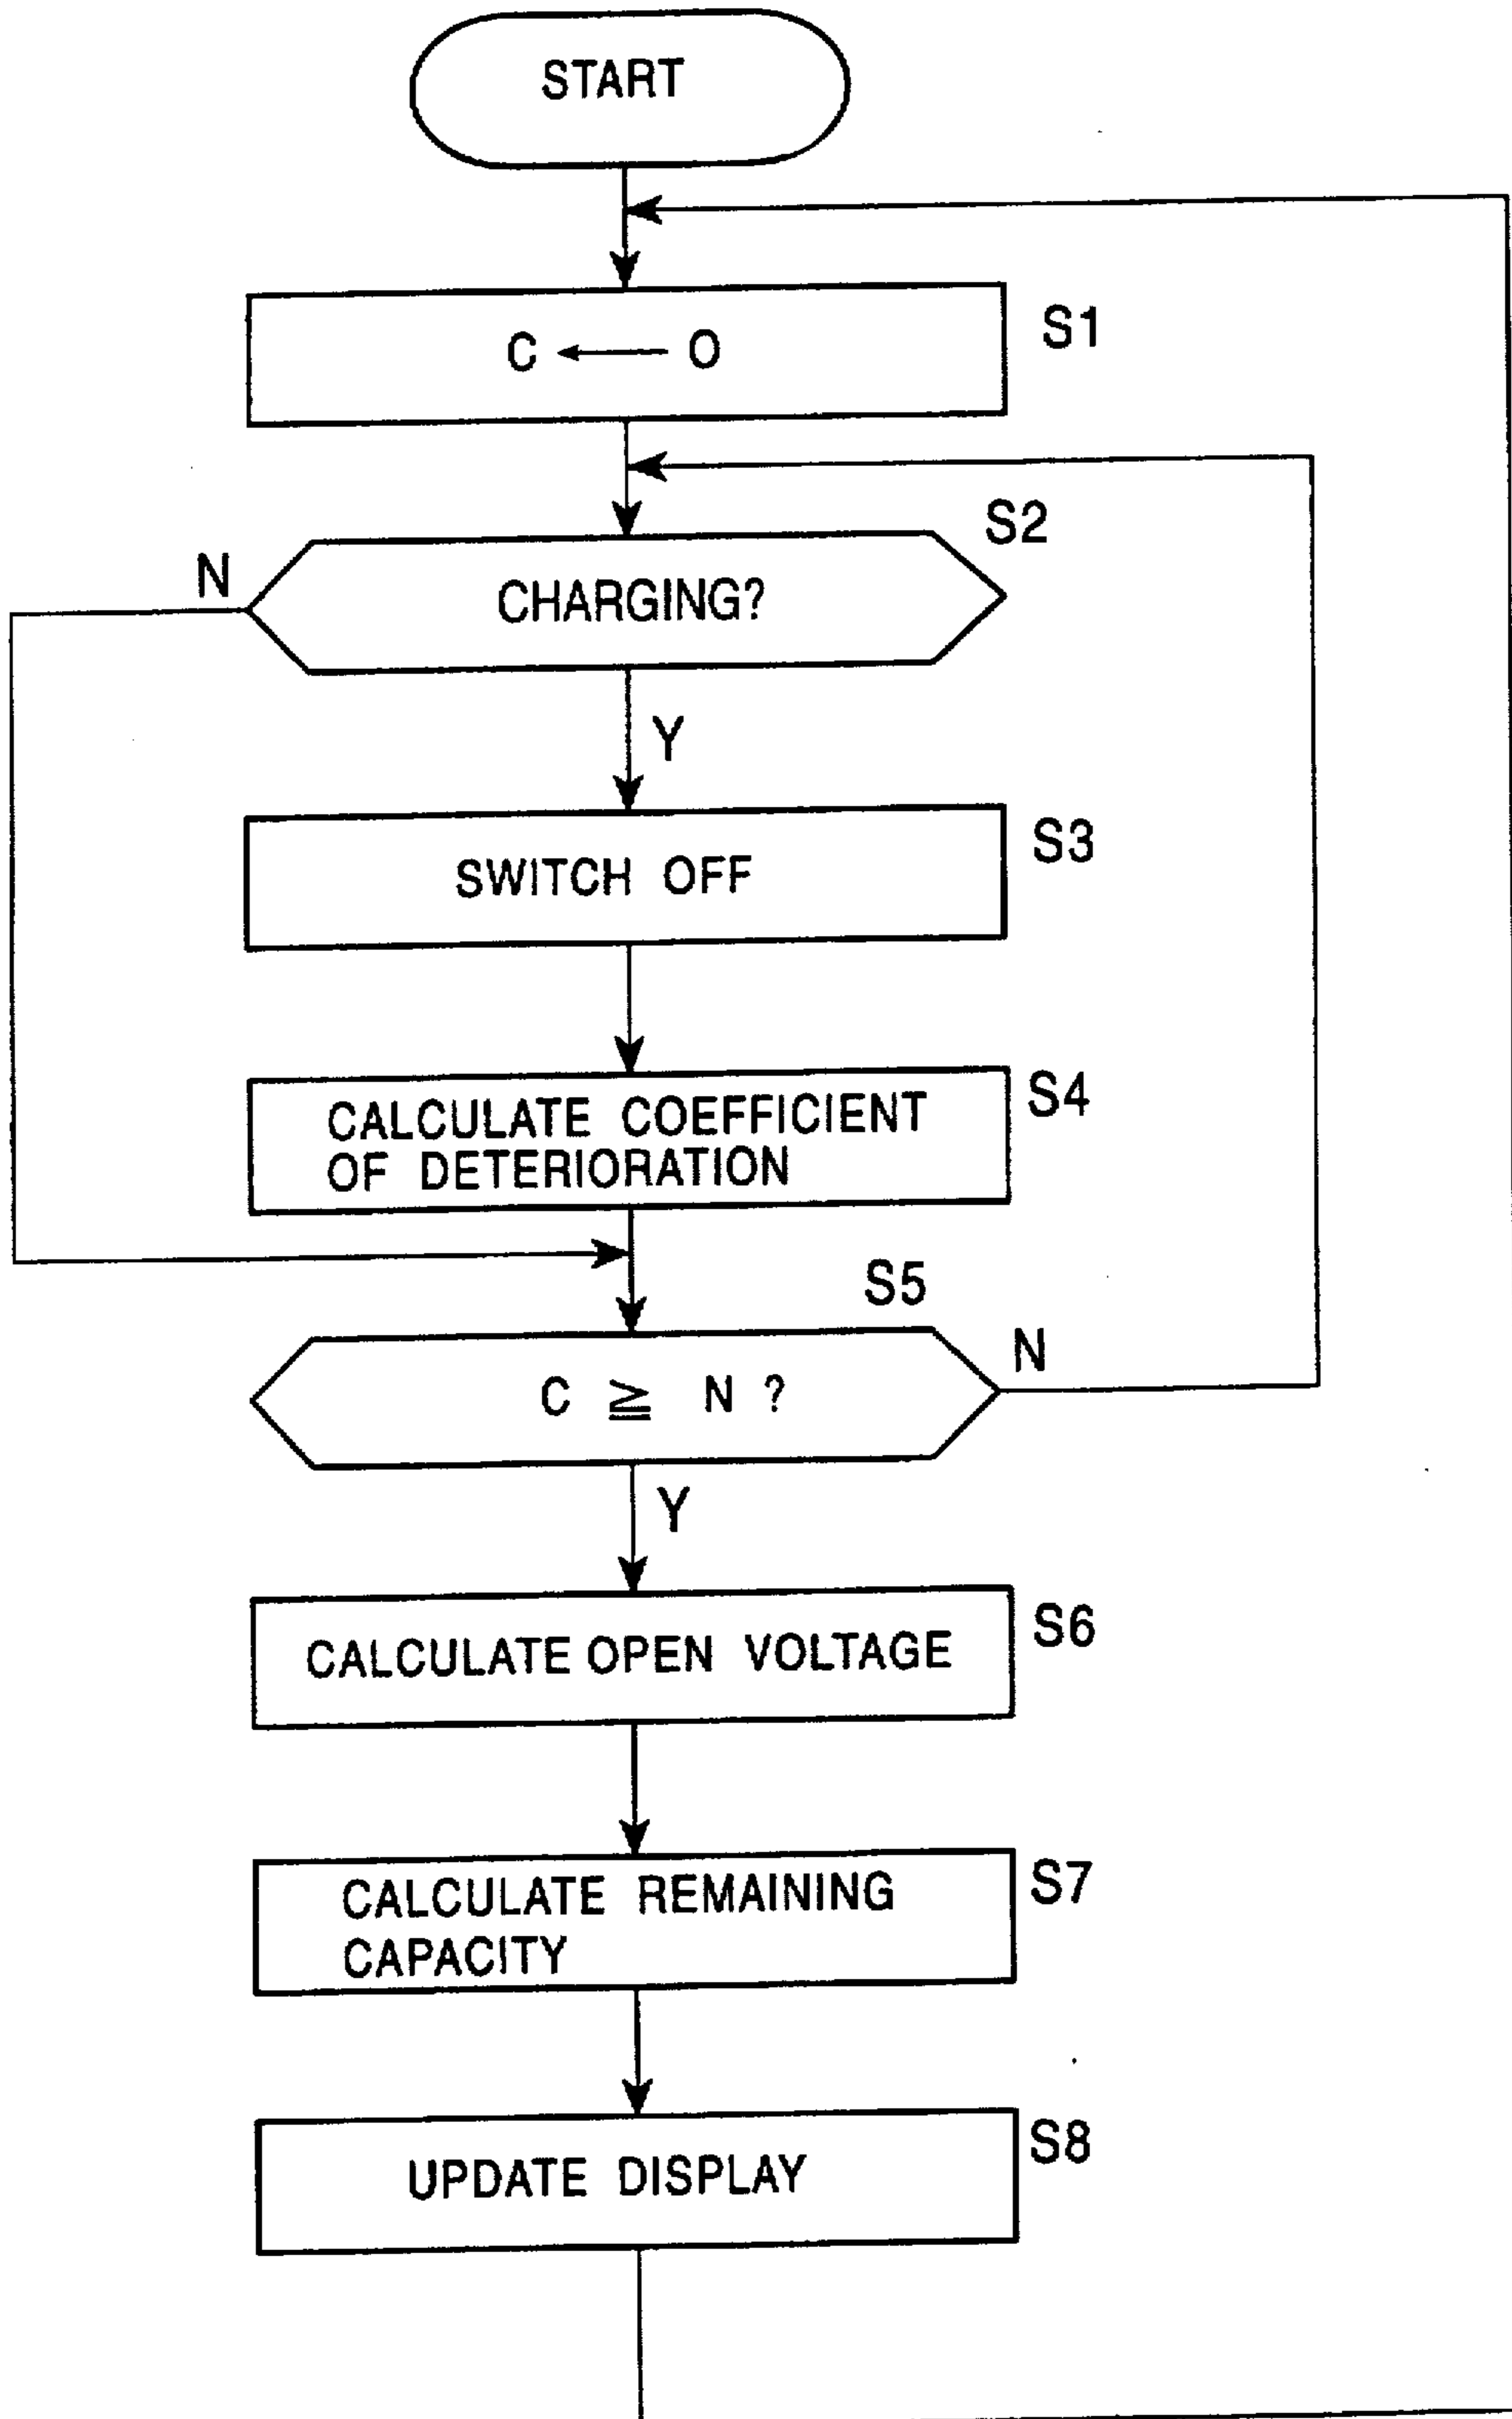 START
C ← O
S1
S2
N
CHARGING?
Y
S3
SWITCH OFF
S4
CALCULATE COEFFICIENT
OF DETERIORATION
S5
N
C ≧ N ?
Y
S6
CALCULATE OPEN VOLTAGE
S7
CALCULATE REMAINING
CAPACITY
S8
UPDATE DISPLAY